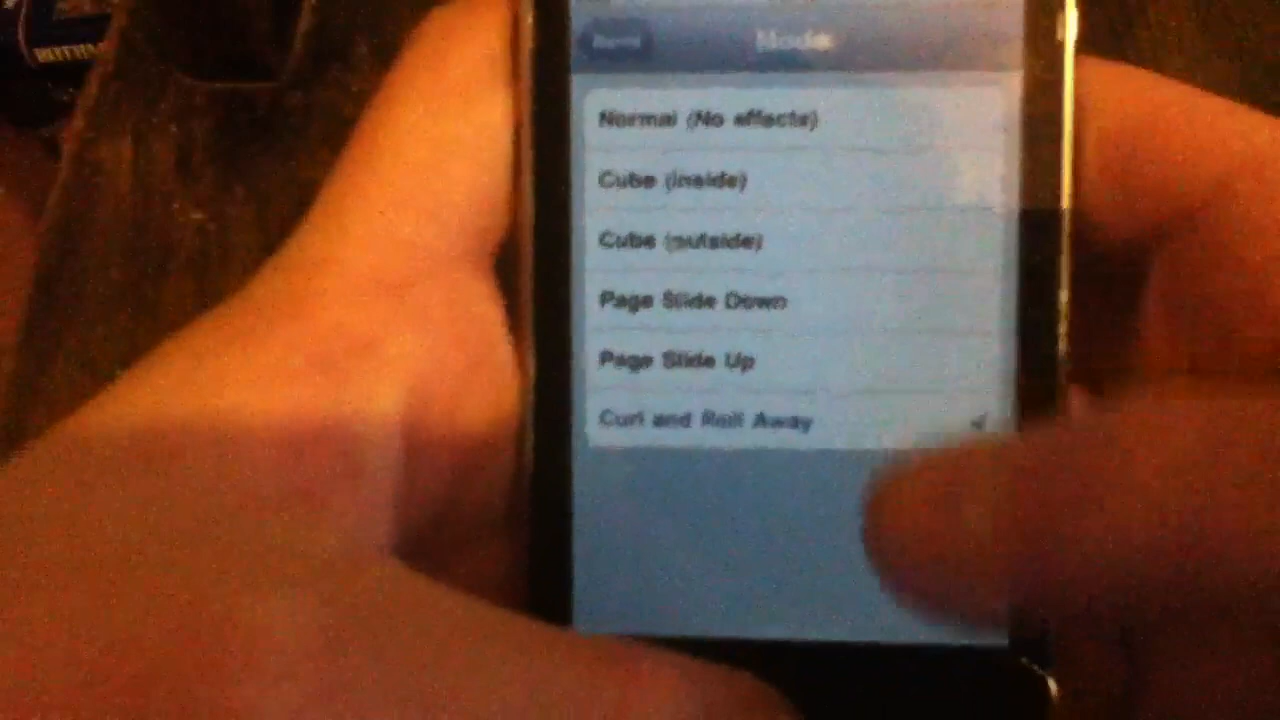 Mode
Normal (No effects)
Cube (inside)
Cube (outside)
Page Slide Down
Page Slide Up
Curl and Roll Away